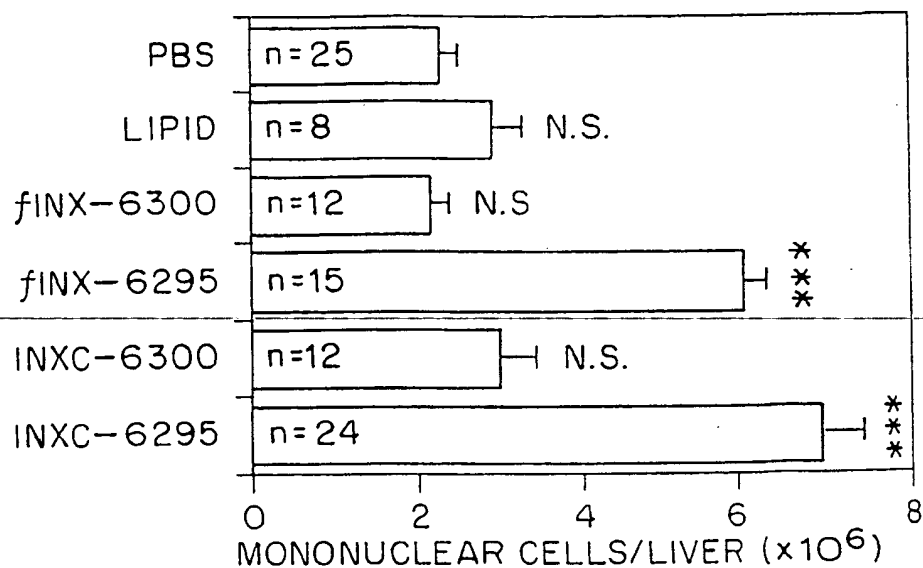 PBS n=25
LIPID n=8 N.S.
fINX-6300 n=12 N.S
fINX-6295 n=15 ***
INXC-6300 n=12 N.S.
INXC-6295 n=24 ***
0 2 4 6 8
MONONUCLEAR CELLS/LIVER (x10⁶)